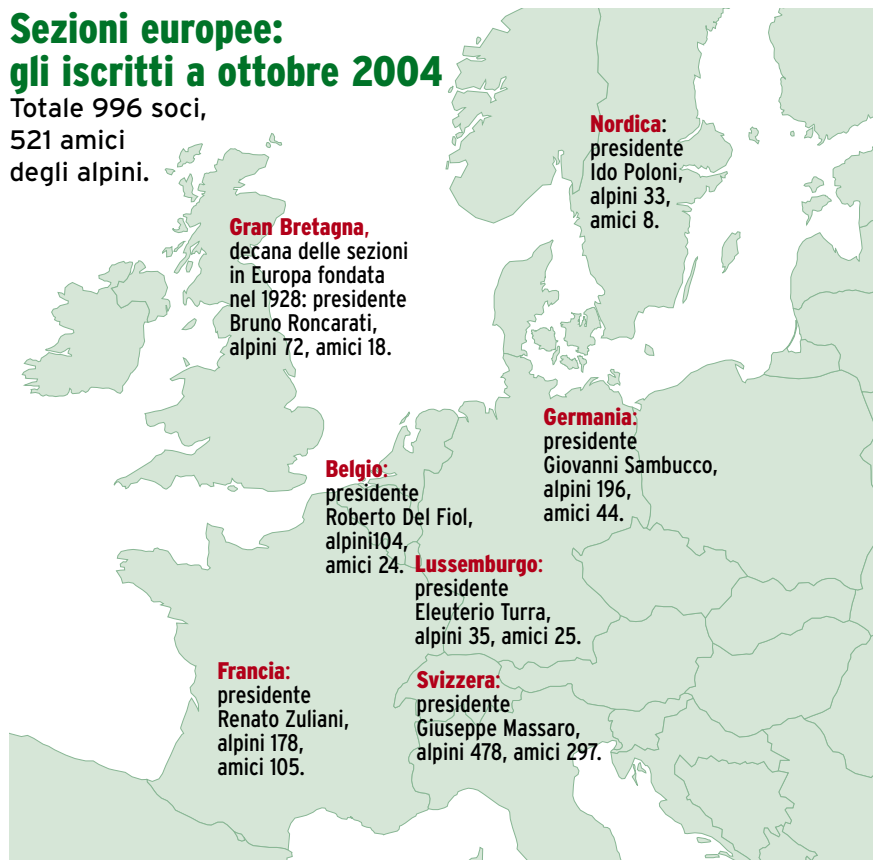 Sezioni europee:
gli iscritti a ottobre 2004
Totale 996 soci,
521 amici
degli alpini.
Nordica:
presidente
Ido Poloni,
alpini 33,
amici 8.
Gran Bretagna,
decana delle sezioni
in Europa fondata
nel 1928: presidente
Bruno Roncarati,
alpini 72, amici 18.
Germania:
presidente
Giovanni Sambucco,
alpini 196,
amici 44.
Belgio:
presidente
Roberto Del Fiol,
alpini104,
amici 24.
Lussemburgo:
presidente
Eleuterio Turra,
alpini 35, amici 25.
Francia:
presidente
Renato Zuliani,
alpini 178,
amici 105.
Svizzera:
presidente
Giuseppe Massaro,
alpini 478, amici 297.